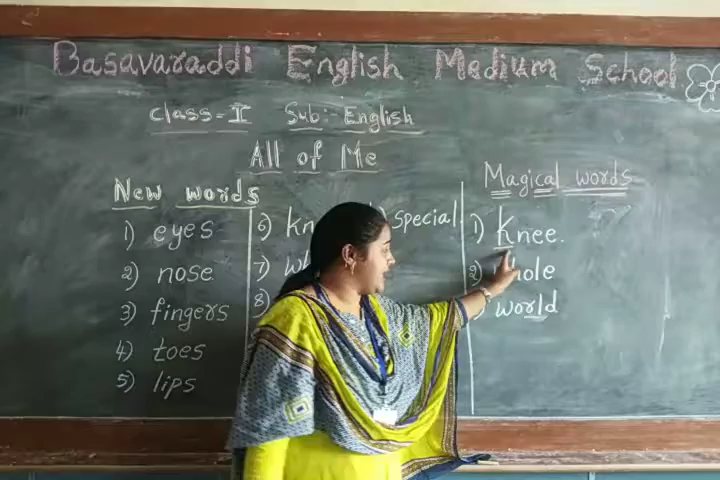 Basavaraddi English Medium School
class = II Sub:- English
All of Me
New words
1) eyes
2) nose
3) fingers
4) toes
5) lips
6)
7)
8)
special
Magical words
1) Knee.
2)
world